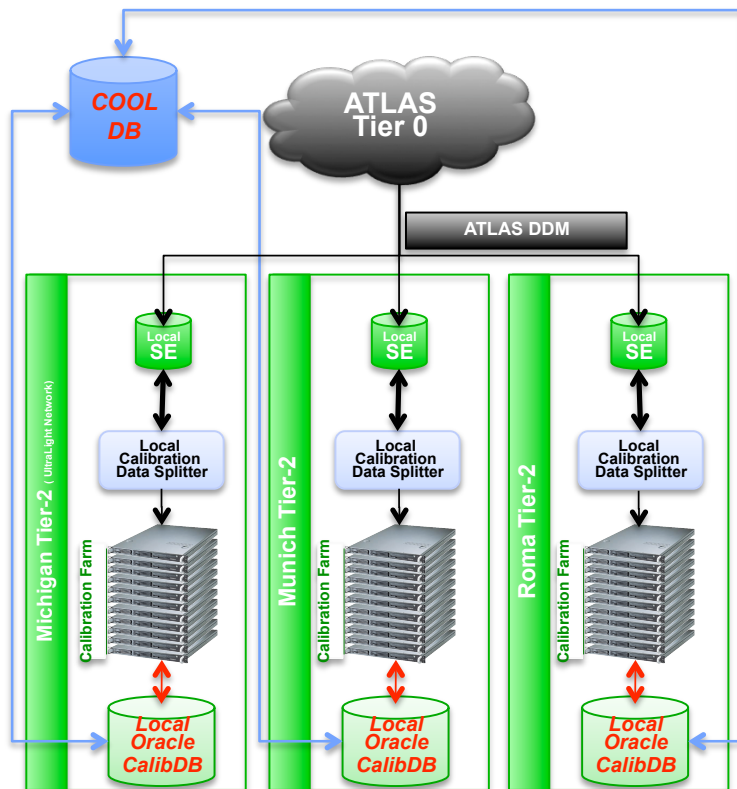 COOL
DB
ATLAS
Tier 0
ATLAS DDM
Michigan Tier-2 ( UltraLight Network)
Local
SE
Local
Calibration
Data Splitter
Calibration Farm
Local
Oracle
CalibDB
Munich Tier-2
Local
SE
Local
Calibration
Data Splitter
Calibration Farm
Local
Oracle
CalibDB
Roma Tier-2
Local
SE
Local
Calibration
Data Splitter
Calibration Farm
Local
Oracle
CalibDB